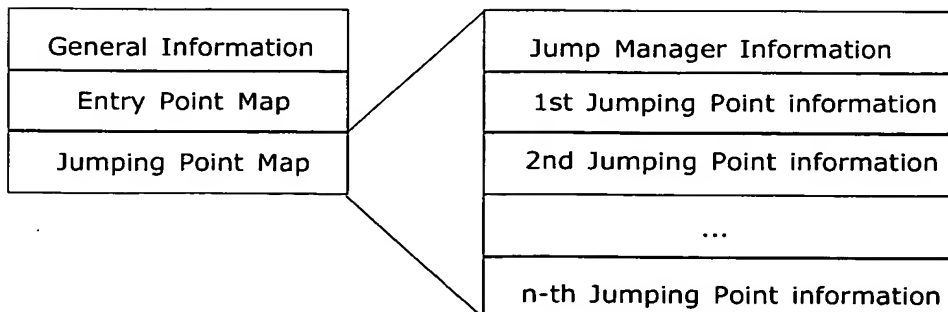 General Information
Entry Point Map
Jumping Point Map
Jump Manager Information
1st Jumping Point information
2nd Jumping Point information
...
n-th Jumping Point information